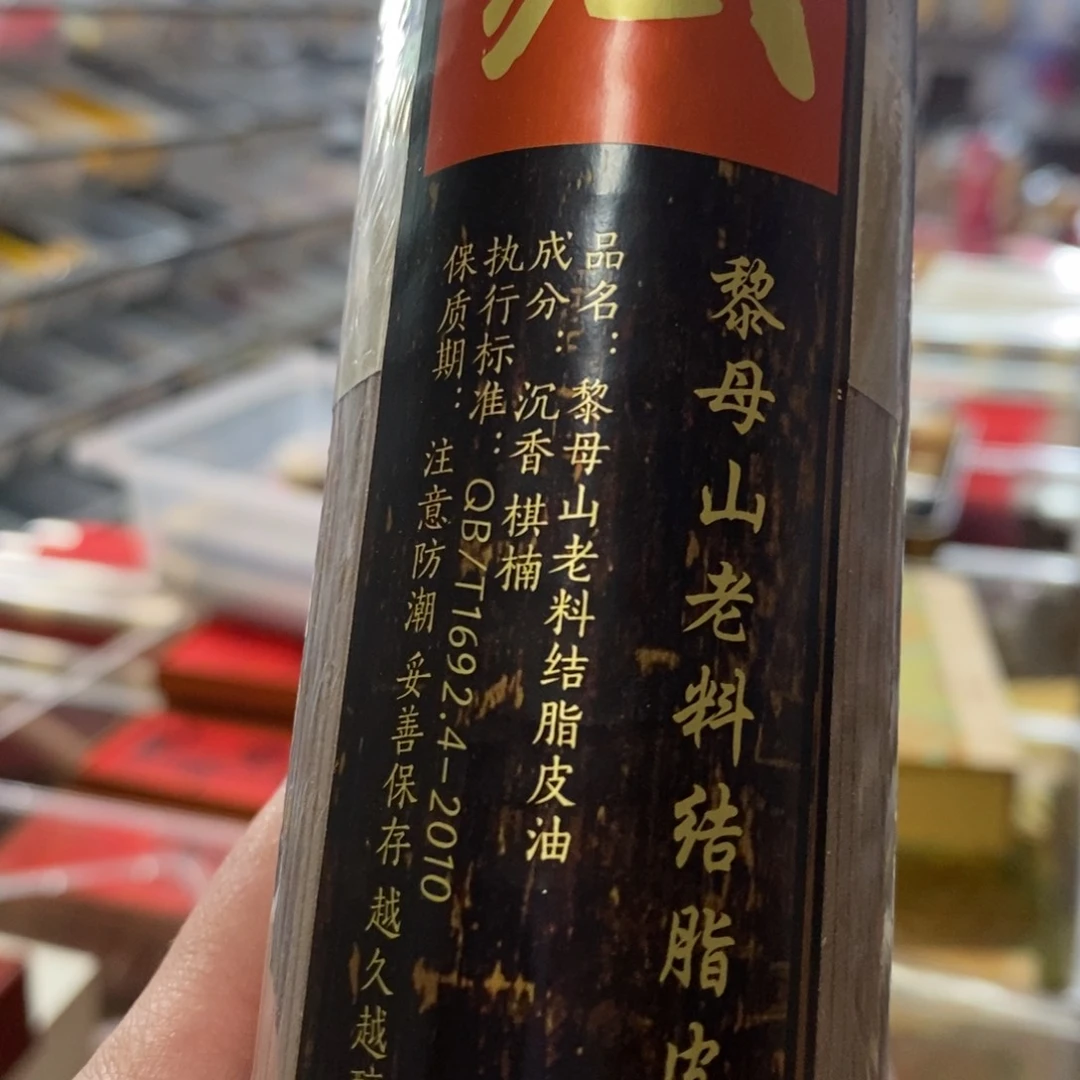 黎母山老料结脂皮
品名：黎母山老料结脂皮油
成分：沉香 棋楠
执行标准：QB/T1692.4-2010
保质期：注意防潮 妥善保存 越久越